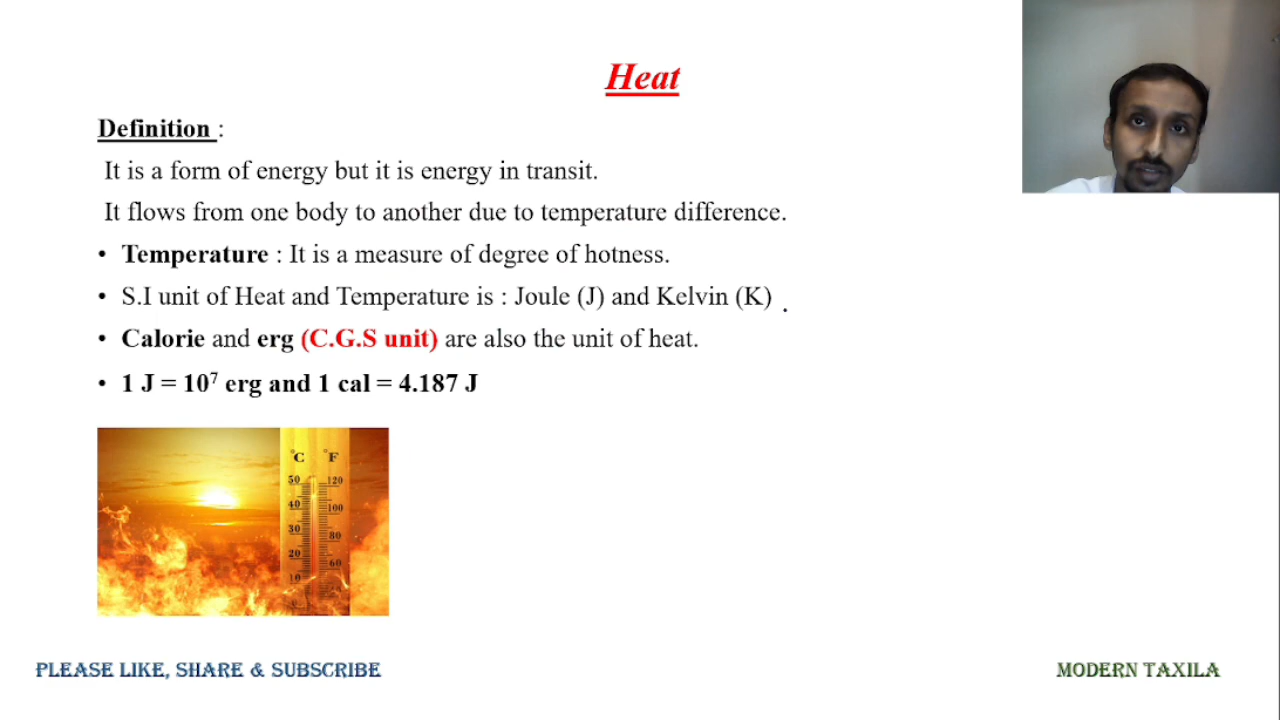 Heat
Definition :
It is a form of energy but it is energy in transit.
It flows from one body to another due to temperature difference.
• Temperature : It is a measure of degree of hotness.
• S.I unit of Heat and Temperature is : Joule (J) and Kelvin (K) .
• Calorie and erg (C.G.S unit) are also the unit of heat.
• 1 J = 10⁷ erg and 1 cal = 4.187 J
°C °F
50 120
40 100
30 80
20 60
10
PLEASE LIKE, SHARE & SUBSCRIBE
MODERN TAXILA